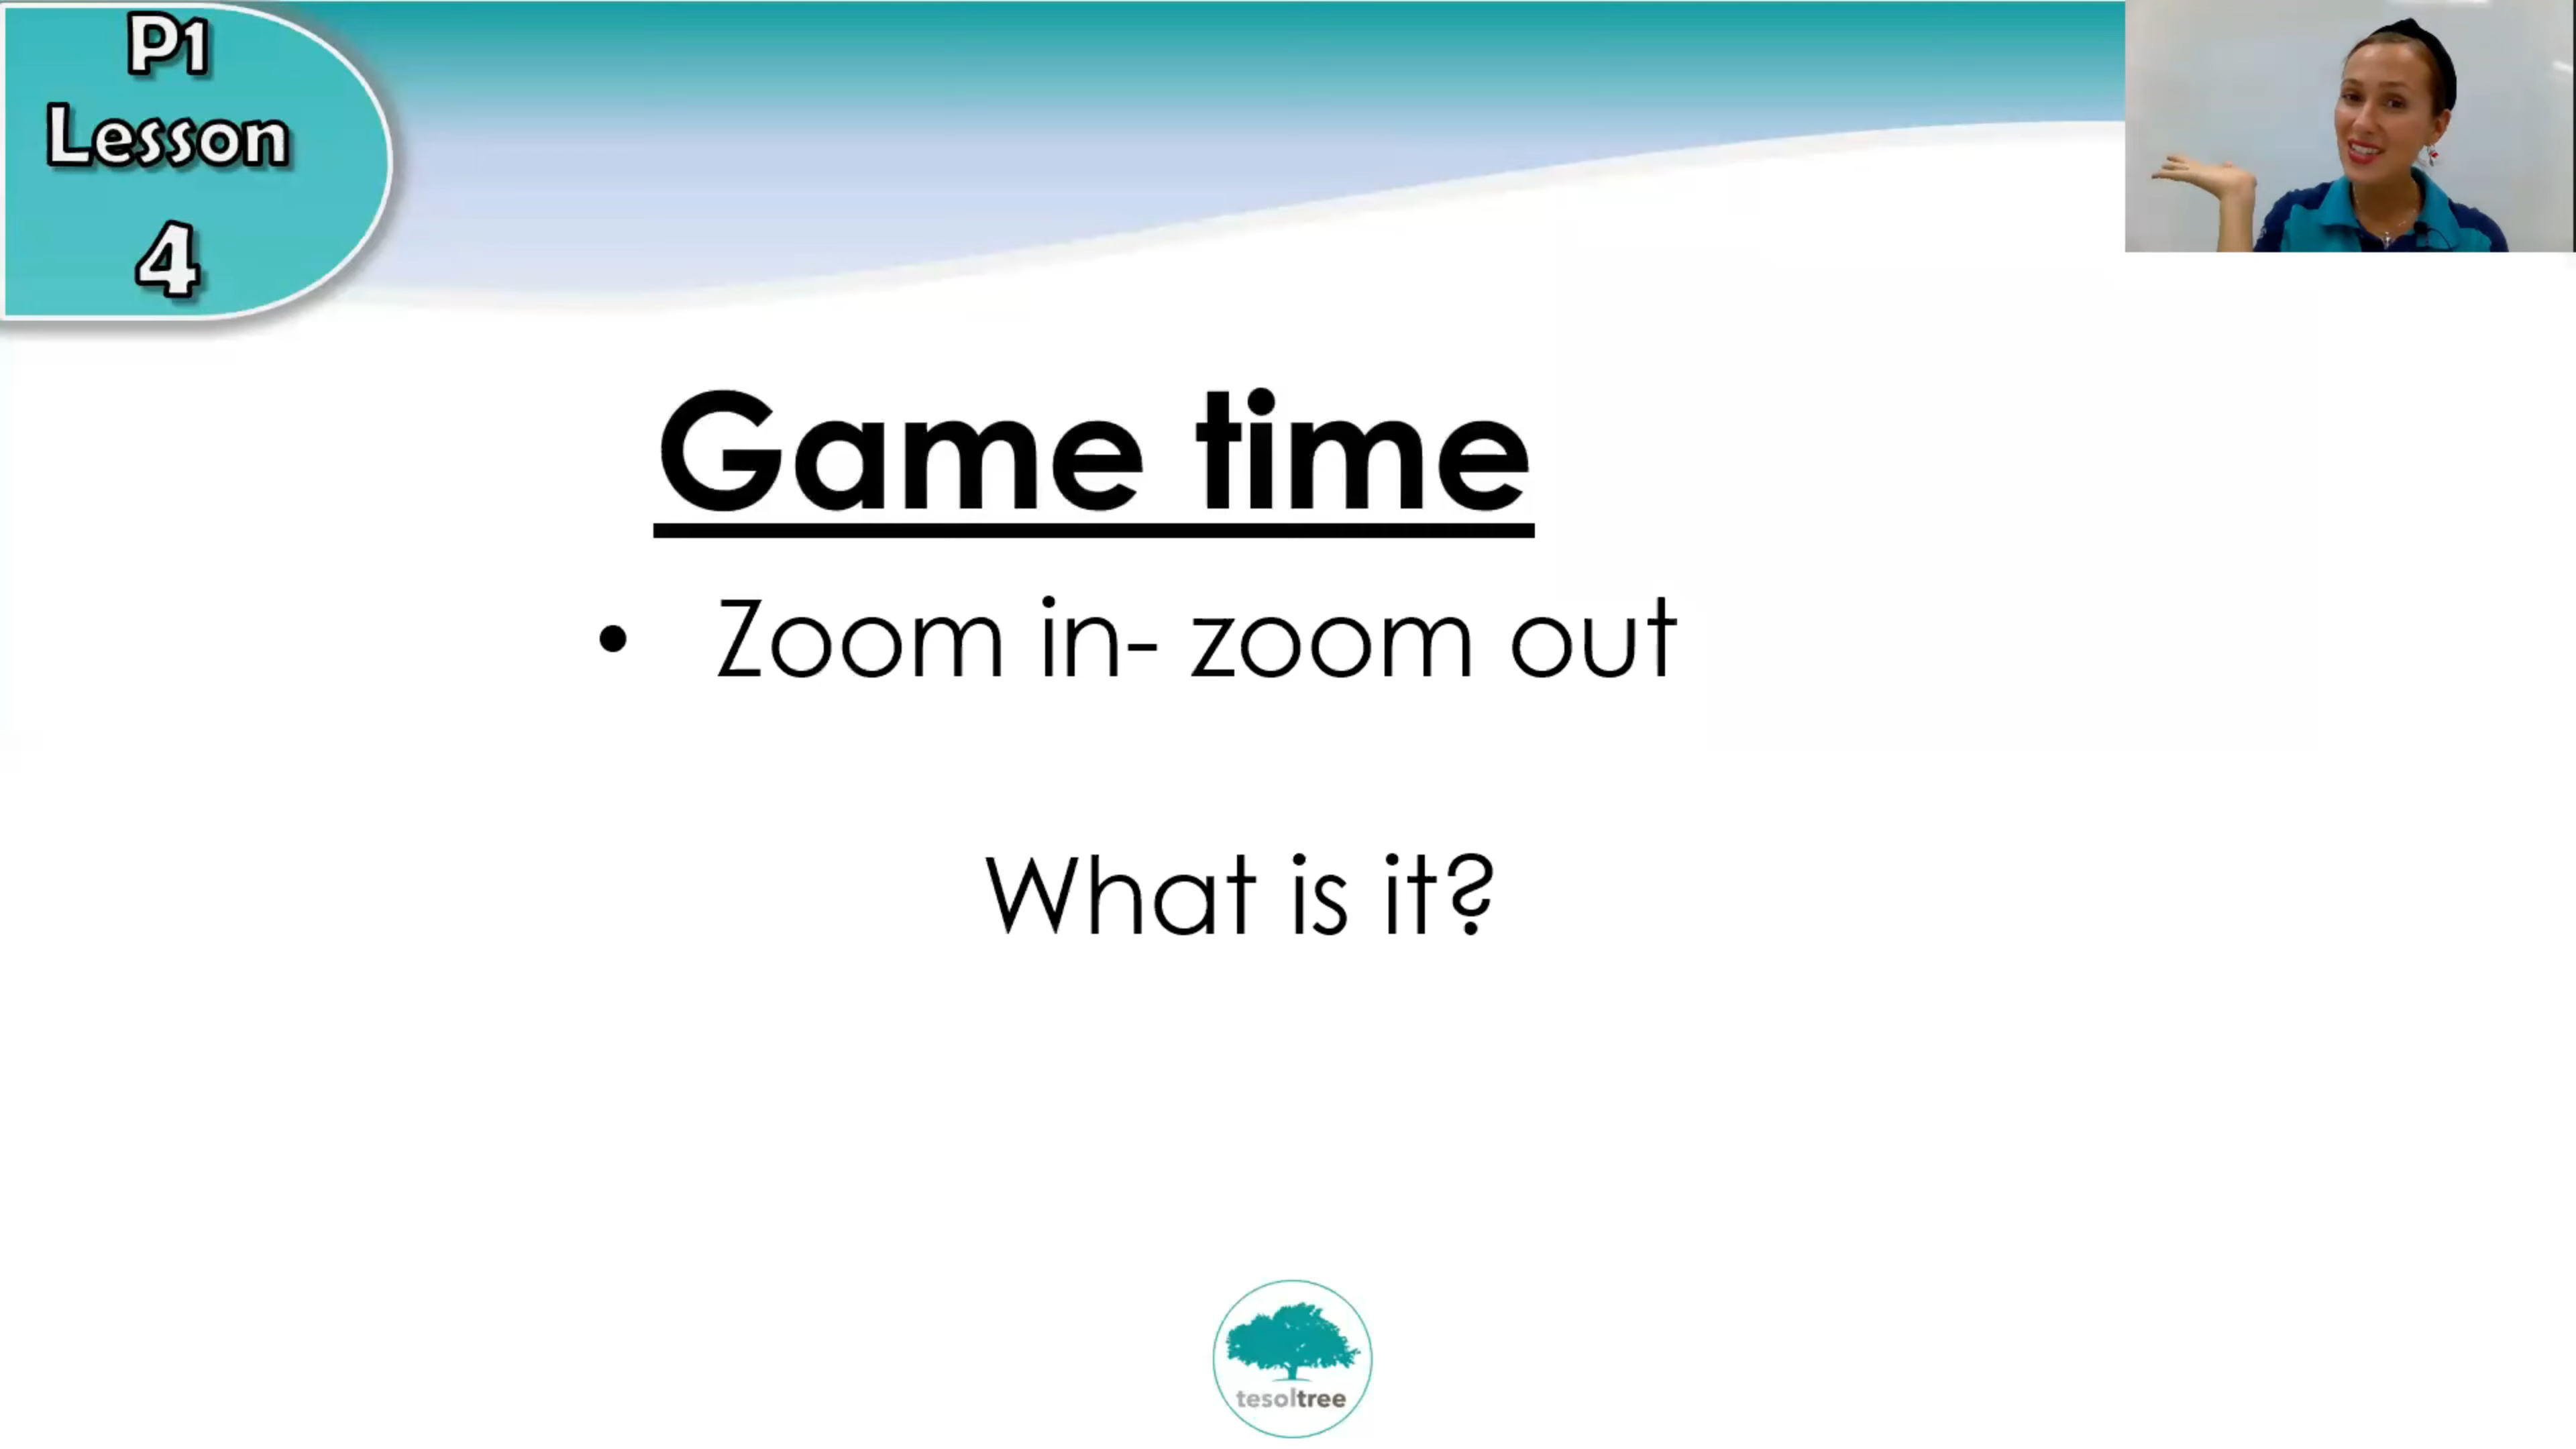 P1
Lesson
4
Game time
• Zoom in- zoom out
What is it?
tesoltree